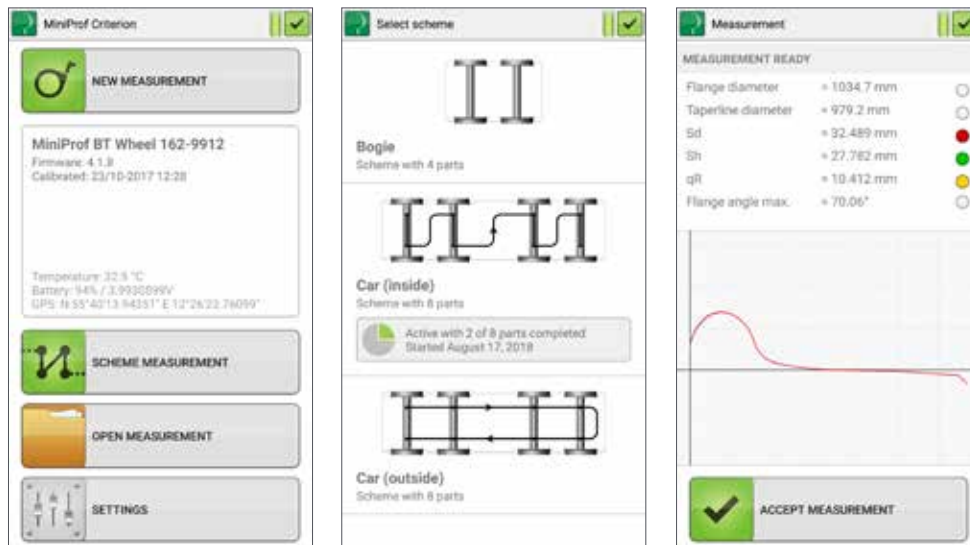 MiniProf Criterion
NEW MEASUREMENT
MiniProf BT Wheel 162-9912
Firmware: 4.1.8
Calibrated: 23/10-2017 12:28
Temperature: 32.5 °C
Battery: 94% / 3.9930899V
GPS: N 55°40'13.94351" E 12°26'22.76099"
SCHEME MEASUREMENT
OPEN MEASUREMENT
SETTINGS
Select scheme
Bogie
Scheme with 4 parts
Car (inside)
Scheme with 8 parts
Active with 2 of 8 parts completed
Started August 17, 2018
Car (outside)
Scheme with 8 parts
Measurement
MEASUREMENT READY
Flange diameter = 1034.7 mm
Taperline diameter = 979.2 mm
Sd = 32.489 mm
Sh = 27.782 mm
qR = 10.412 mm
Flange angle max. = 70.06°
ACCEPT MEASUREMENT